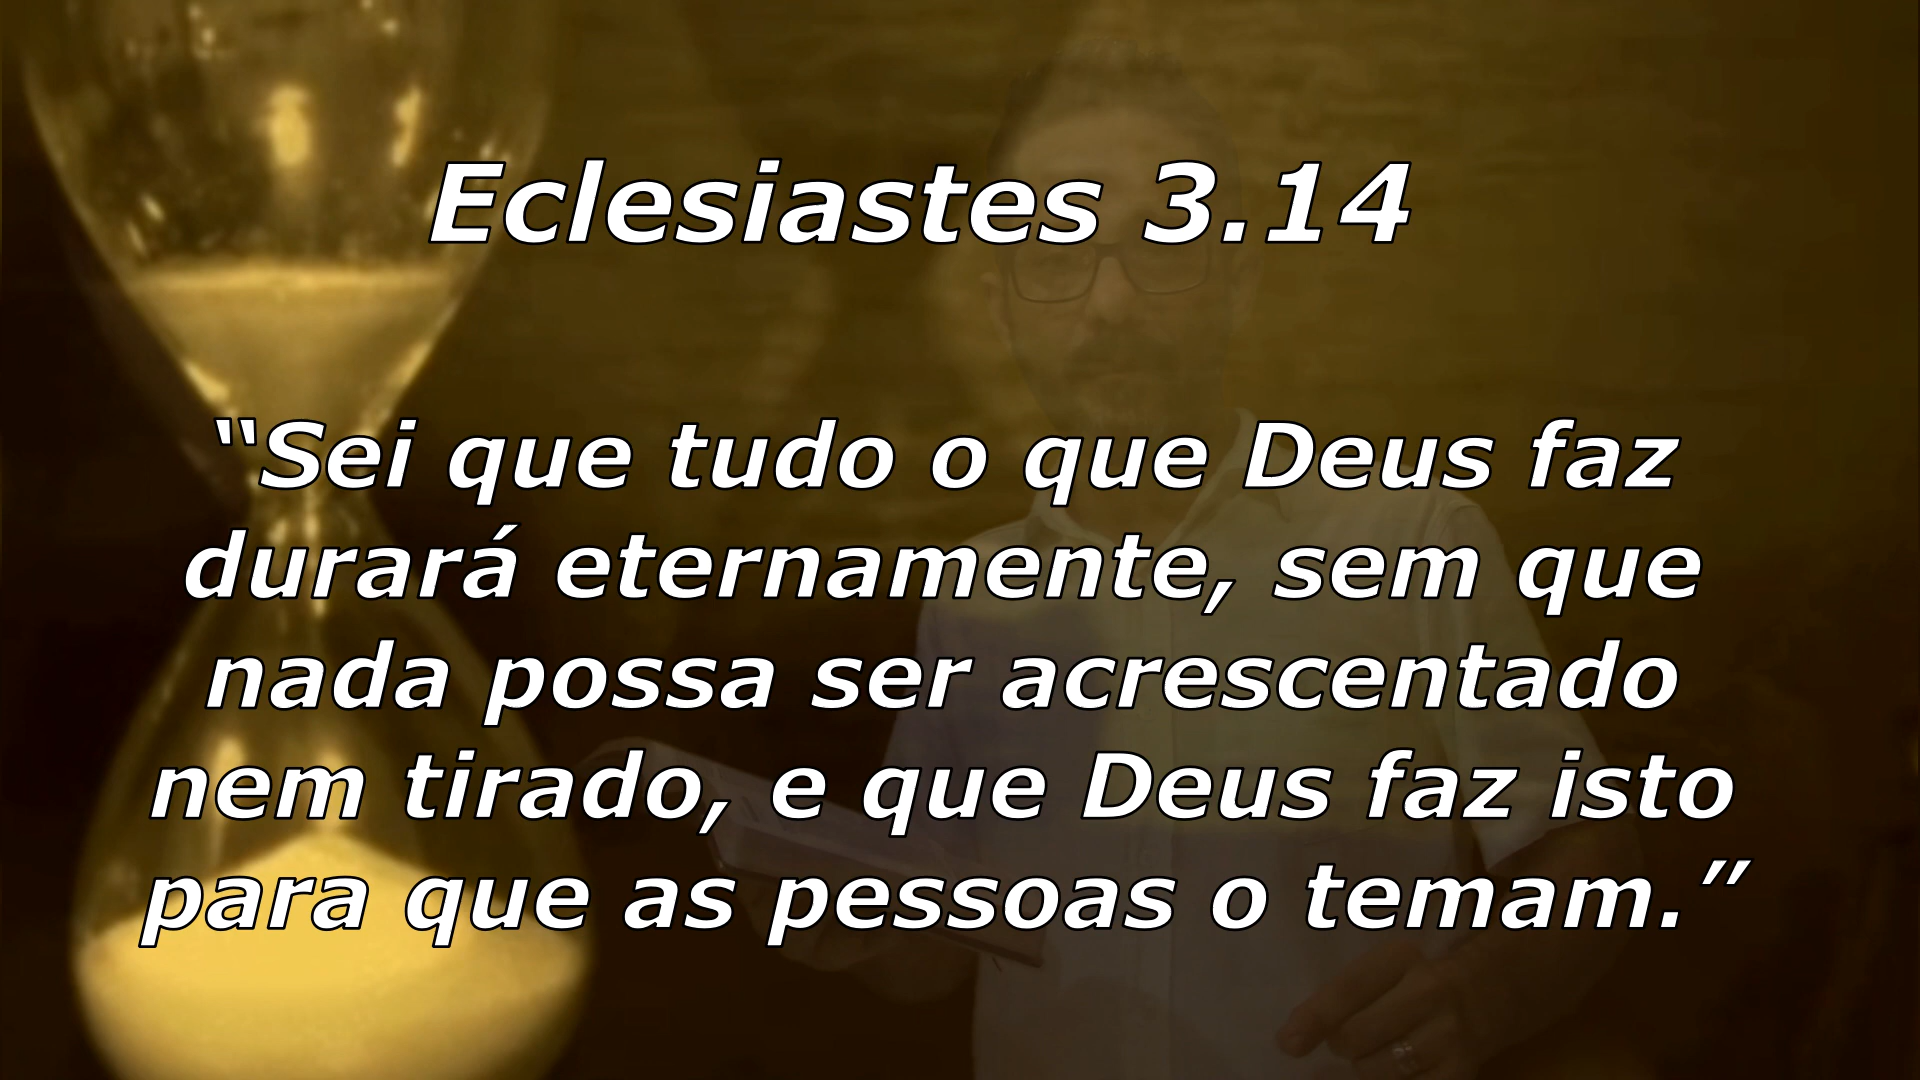 Eclesiastes 3.14
“Sei que tudo o que Deus faz
durará eternamente, sem que
nada possa ser acrescentado
nem tirado, e que Deus faz isto
para que as pessoas o temam.”